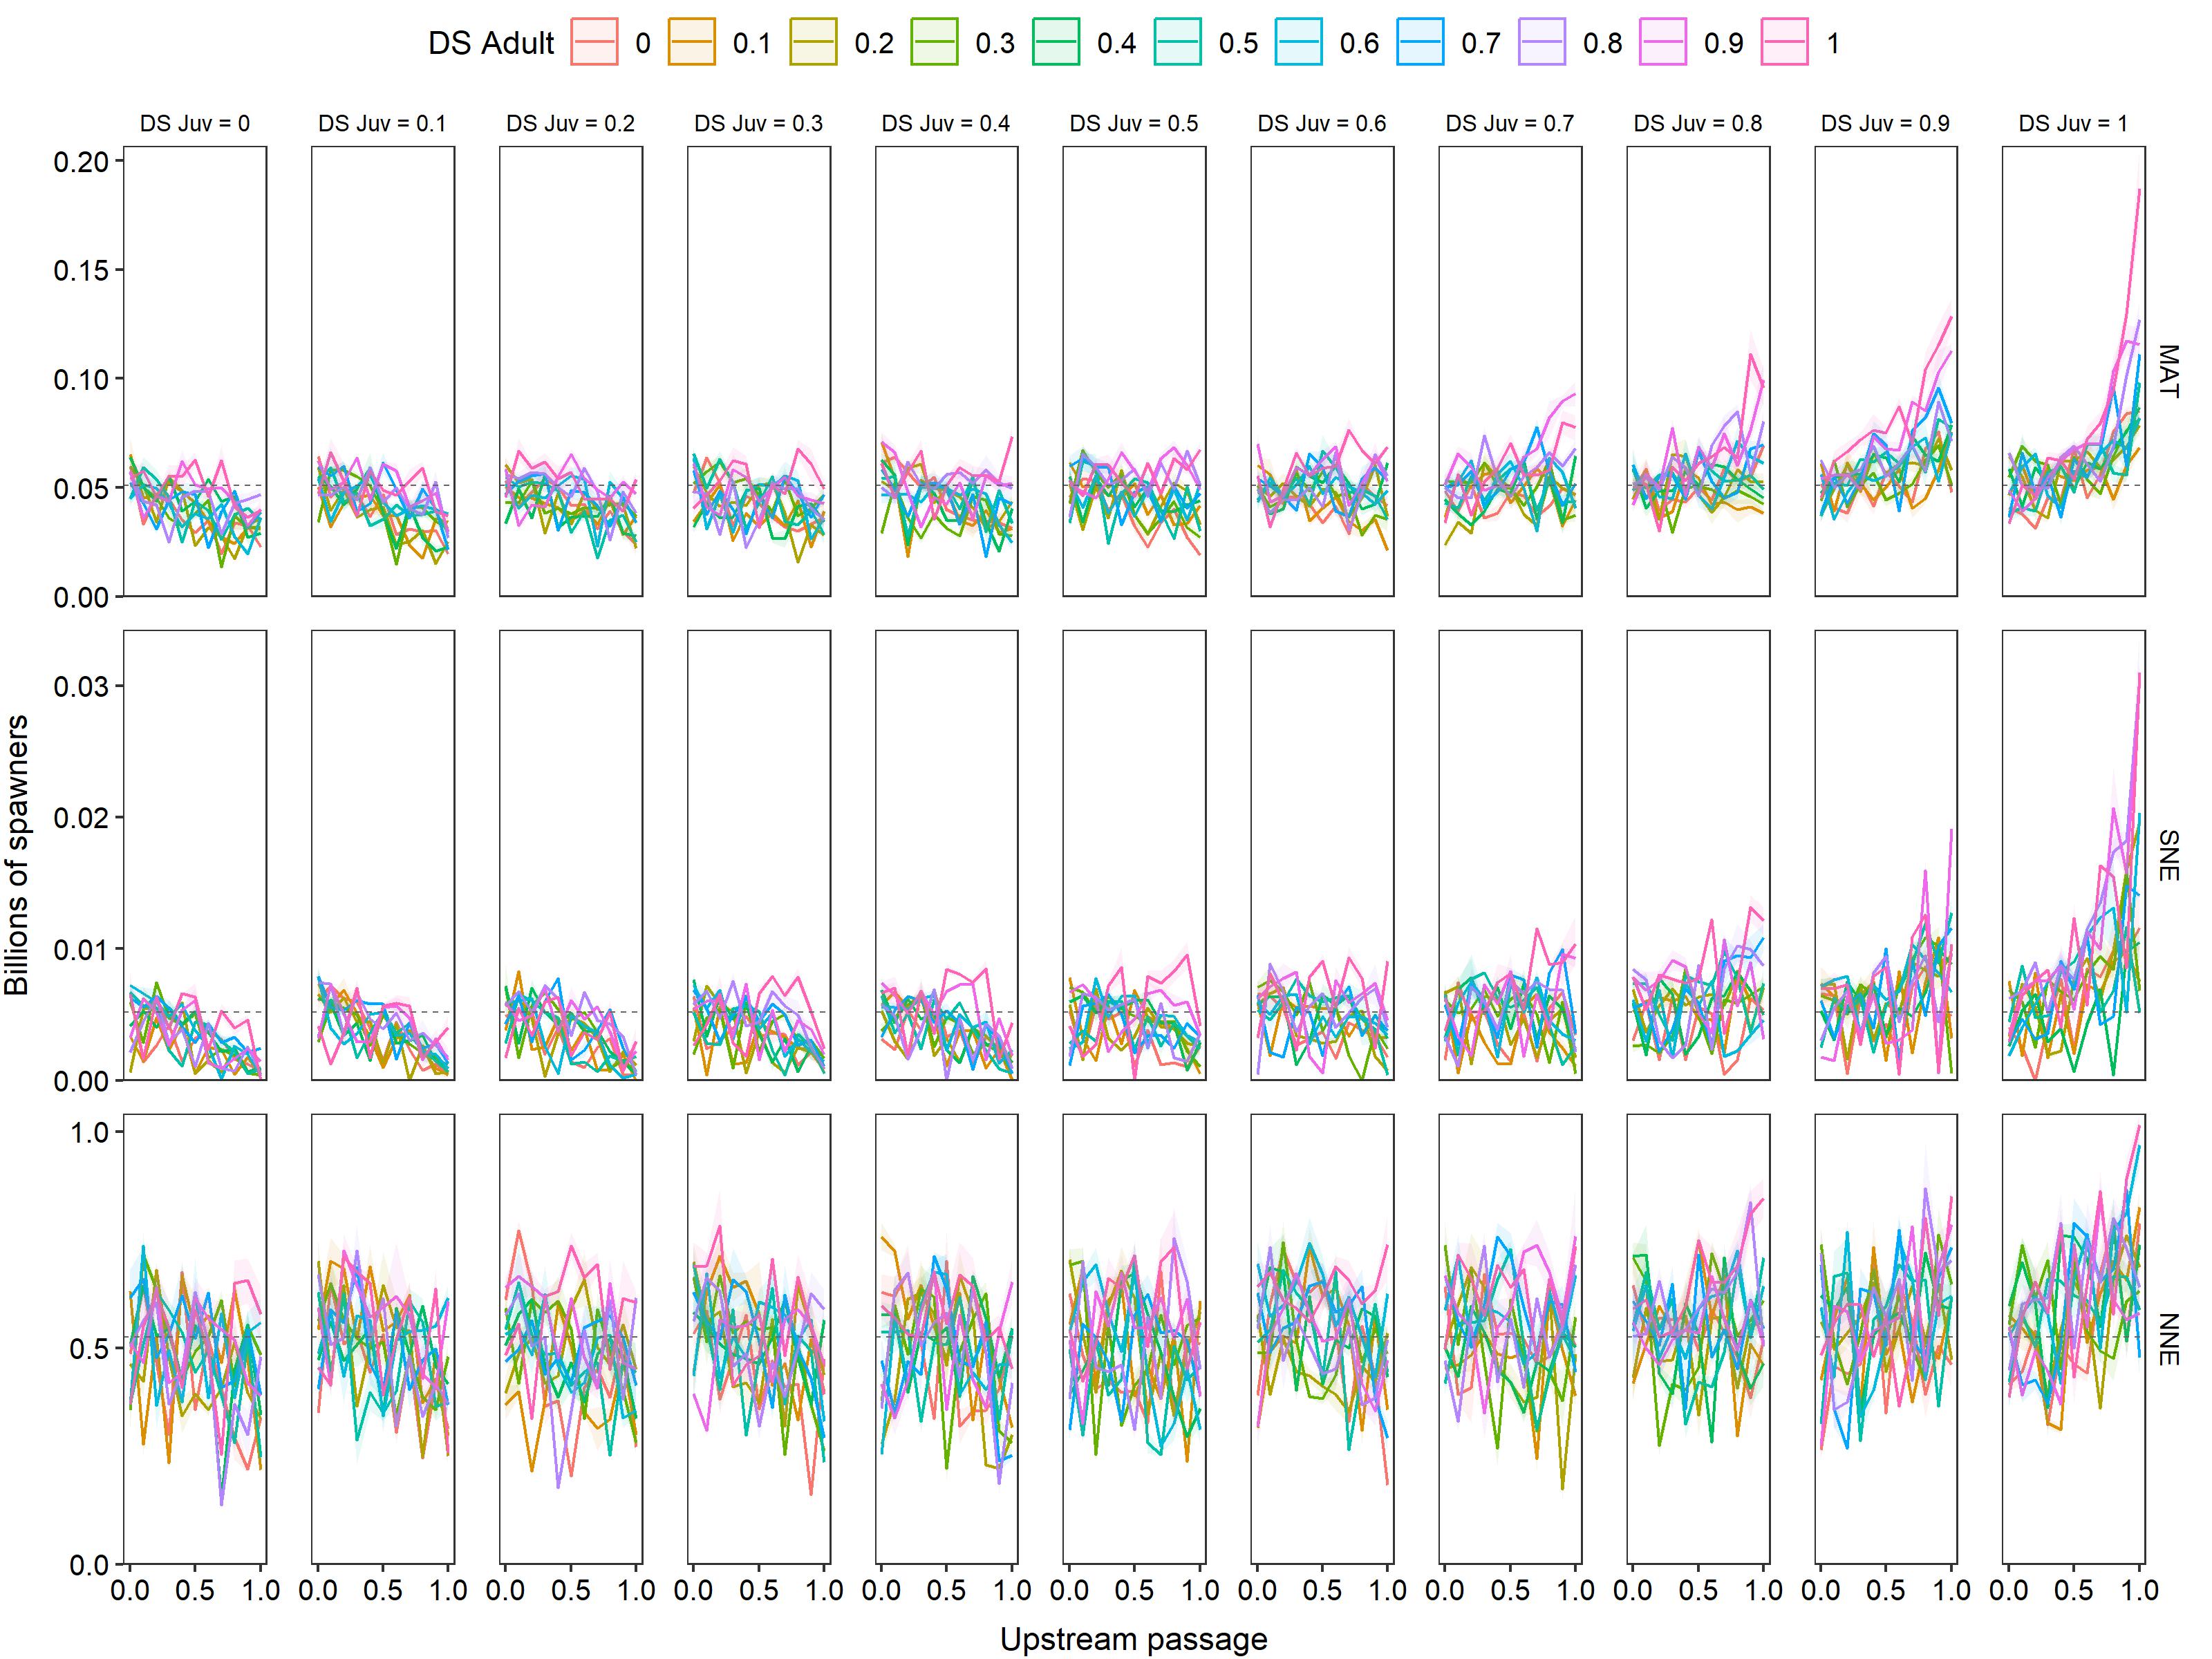 DS Adult 0 0.1 0.2 0.3 0.4 0.5 0.6 0.7 0.8 0.9 1
DS Juv = 0 DS Juv = 0.1 DS Juv = 0.2 DS Juv = 0.3 DS Juv = 0.4 DS Juv = 0.5 DS Juv = 0.6 DS Juv = 0.7 DS Juv = 0.8 DS Juv = 0.9 DS Juv = 1
0.20
0.15
0.10
0.05
0.00
MAT
0.03
0.02
0.01
0.00
SNE
1.0
0.5
0.0
NNE
Billions of spawners
0.0 0.5 1.0 0.0 0.5 1.0 0.0 0.5 1.0 0.0 0.5 1.0 0.0 0.5 1.0 0.0 0.5 1.0 0.0 0.5 1.0 0.0 0.5 1.0 0.0 0.5 1.0 0.0 0.5 1.0 0.0 0.5 1.0
Upstream passage